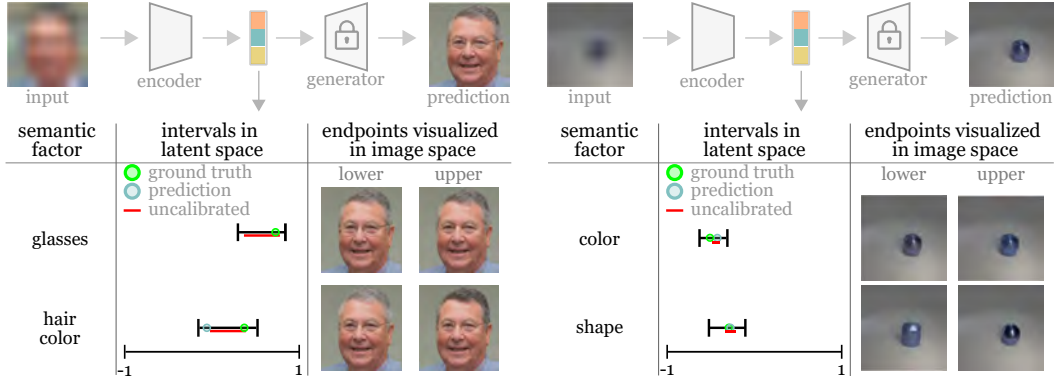 input
encoder
generator
prediction
semantic
factor
intervals in
latent space
endpoints visualized
in image space
ground truth
prediction
uncalibrated
lower
upper
glasses
hair
color
-1
1
input
encoder
generator
prediction
semantic
factor
intervals in
latent space
endpoints visualized
in image space
ground truth
prediction
uncalibrated
lower
upper
color
shape
-1
1